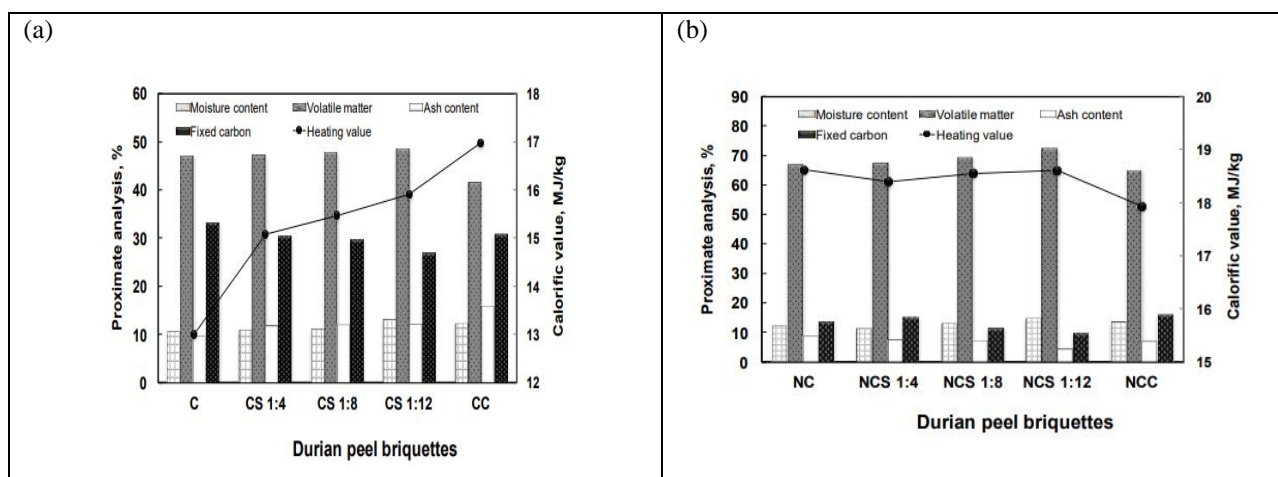 (a)
60
50
40
30
20
10
0
Proximate analysis, %
Moisture content Volatile matter Ash content
Fixed carbon Heating value
18
17
16
15
14
13
12
Calorific value, MJ/kg
C CS 1:4 CS 1:8 CS 1:12 CC
Durian peel briquettes
(b)
90
80
70
60
50
40
30
20
10
0
Proximate analysis, %
Moisture content Volatile matter Ash content
Fixed carbon Heating value
20
19
18
17
16
15
Calorific value, MJ/kg
NC NCS 1:4 NCS 1:8 NCS 1:12 NCC
Durian peel briquettes